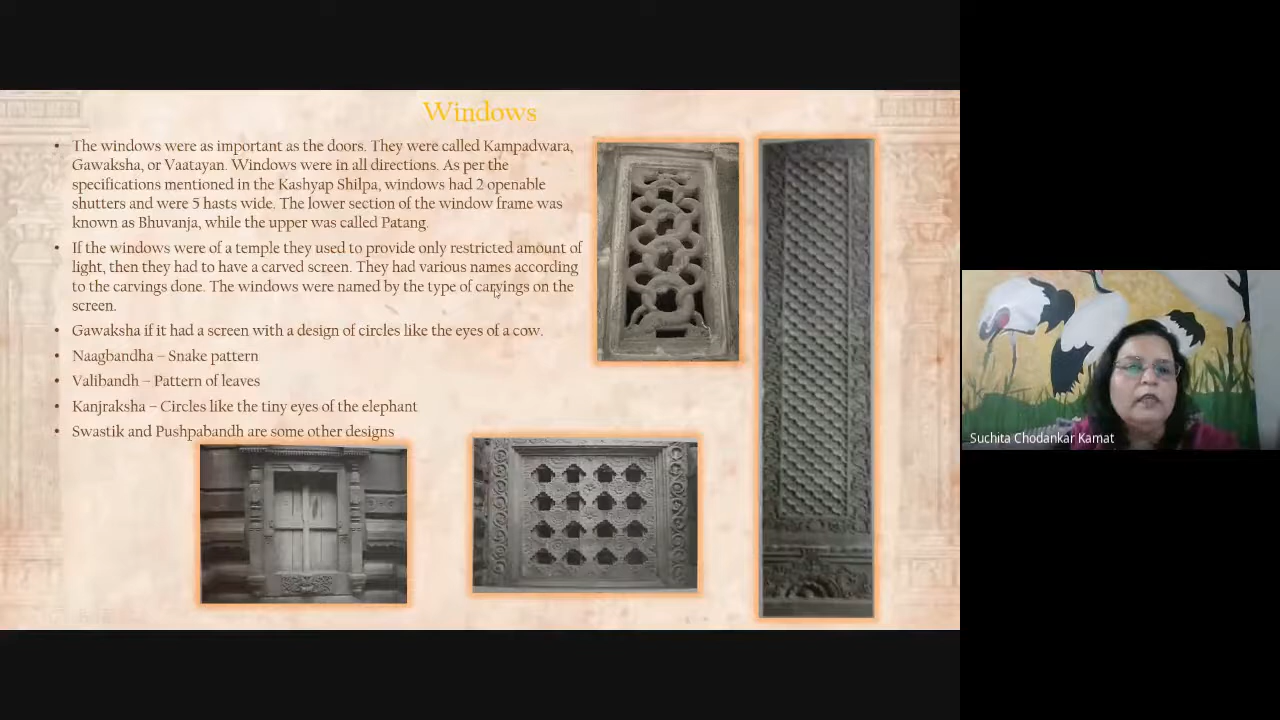 Windows
• The windows were as important as the doors. They were called Kampadwara,
Gawaksha, or Vaatayan. Windows were in all directions. As per the
specifications mentioned in the Kashyap Shilpa, windows had 2 openable
shutters and were 5 hasts wide. The lower section of the window frame was
known as Bhuvanja, while the upper was called Patang.
• If the windows were of a temple they used to provide only restricted amount of
light, then they had to have a carved screen. They had various names according
to the carvings done. The windows were named by the type of carvings on the
screen.
• Gawaksha if it had a screen with a design of circles like the eyes of a cow.
• Naagbandha – Snake pattern
• Valibandh – Pattern of leaves
• Kanjraksha – Circles like the tiny eyes of the elephant
• Swastik and Pushpabandh are some other designs
Suchita Chodankar Kamat